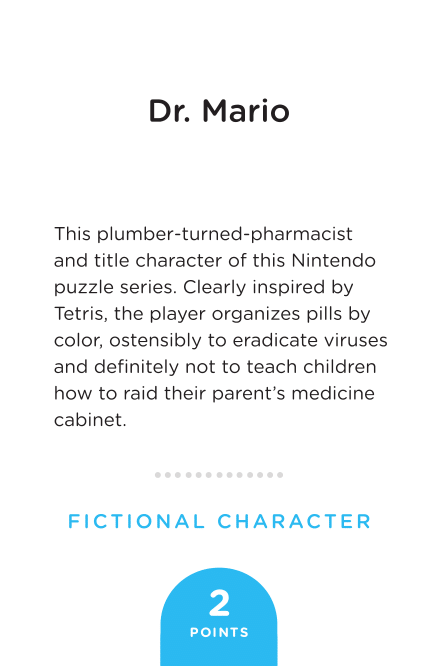 Dr. Mario
This plumber-turned-pharmacist
and title character of this Nintendo
puzzle series. Clearly inspired by
Tetris, the player organizes pills by
color, ostensibly to eradicate viruses
and definitely not to teach children
how to raid their parent’s medicine
cabinet.
FICTIONAL CHARACTER
2
POINTS